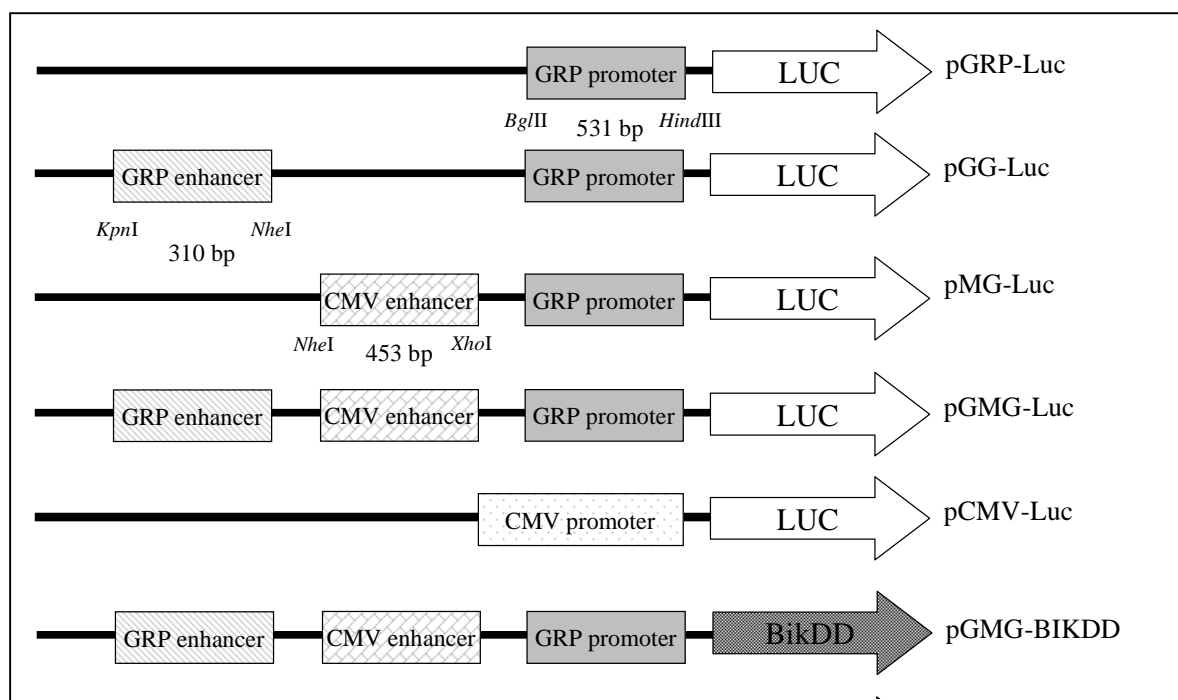 GRP promoter LUC pGRP-Luc
BglII 531 bp HindIII
GRP enhancer GRP promoter LUC pGG-Luc
KpnI NheI
310 bp
CMV enhancer GRP promoter LUC pMG-Luc
NheI 453 bp XhoI
GRP enhancer CMV enhancer GRP promoter LUC pGMG-Luc
CMV promoter LUC pCMV-Luc
GRP enhancer CMV enhancer GRP promoter BikDD pGMG-BIKDD